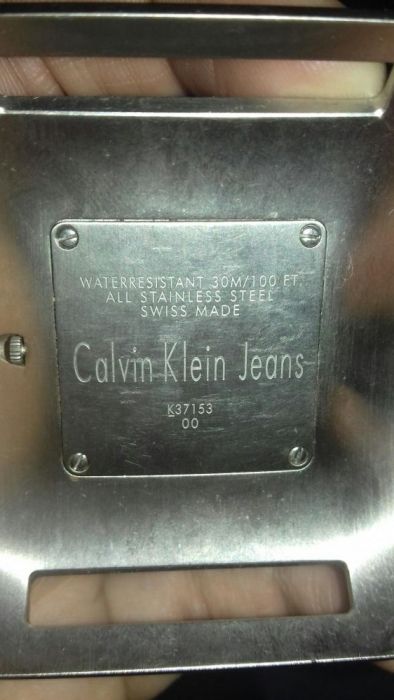 WATERRESISTANT 30M/100 FT.
ALL STAINLESS STEEL
SWISS MADE
Calvin Klein Jeans
K37153
00